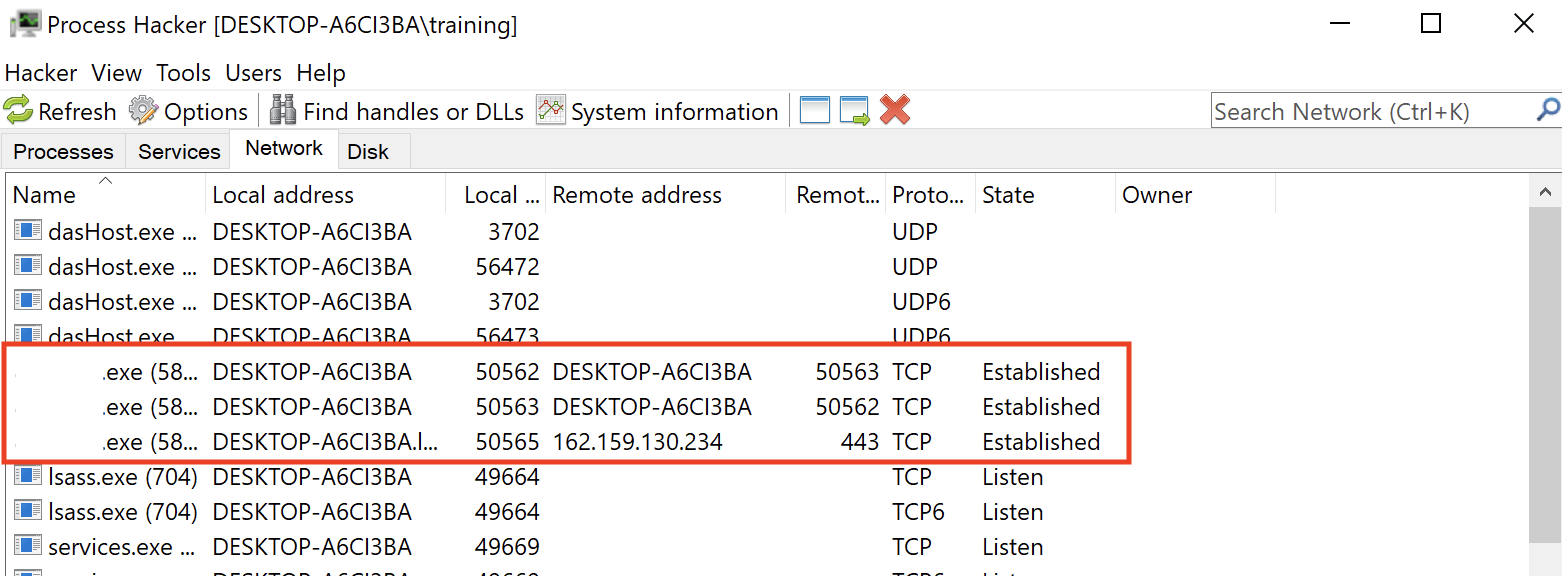 Process Hacker [DESKTOP-A6CI3BA\training]
Hacker View Tools Users Help
Refresh Options Find handles or DLLs System information Search Network (Ctrl+K)
Processes Services Network Disk
Name Local address Local ... Remote address Remot... Proto... State Owner
dasHost.exe ... DESKTOP-A6CI3BA 3702 UDP
dasHost.exe ... DESKTOP-A6CI3BA 56472 UDP
dasHost.exe ... DESKTOP-A6CI3BA 3702 UDP6
dasHost.exe DESKTOP-A6CI3BA 56473 UDP6
.exe (58... DESKTOP-A6CI3BA 50562 DESKTOP-A6CI3BA 50563 TCP Established
.exe (58... DESKTOP-A6CI3BA 50563 DESKTOP-A6CI3BA 50562 TCP Established
.exe (58... DESKTOP-A6CI3BA.l... 50565 162.159.130.234 443 TCP Established
lsass.exe (704) DESKTOP-A6CI3BA 49664 TCP Listen
lsass.exe (704) DESKTOP-A6CI3BA 49664 TCP6 Listen
services.exe ... DESKTOP-A6CI3BA 49669 TCP Listen